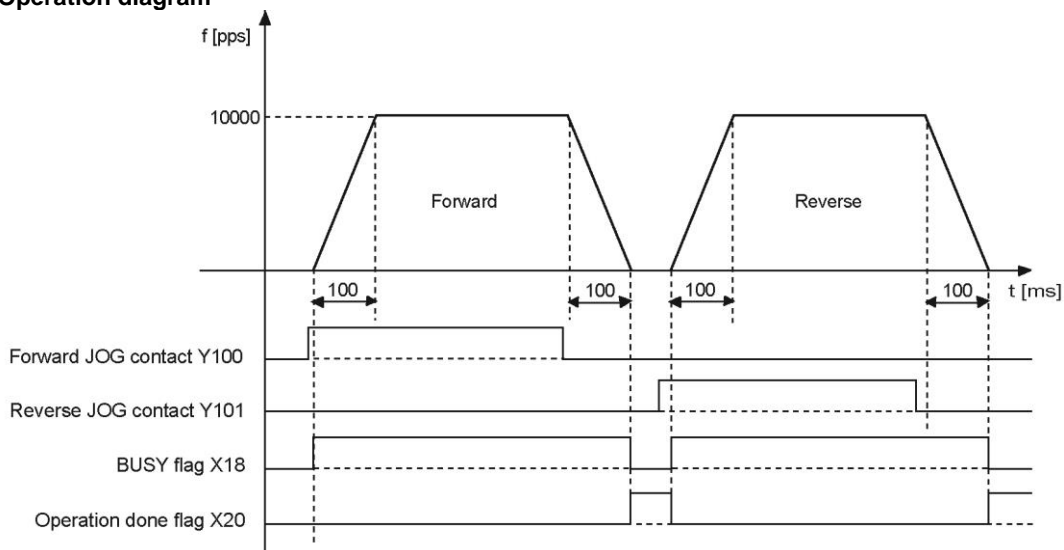 Operation diagram
f [pps]
10000
Forward
Reverse
100
100
100
100
t [ms]
Forward JOG contact Y100
Reverse JOG contact Y101
BUSY flag X18
Operation done flag X20